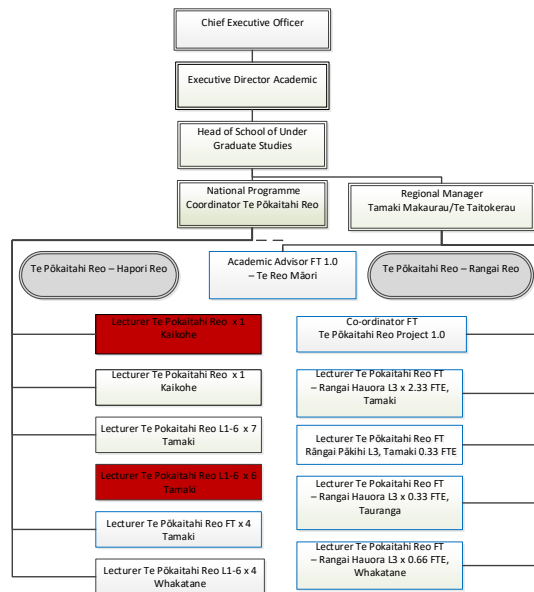 Chief Executive Officer
Executive Director Academic
Head of School of Under
Graduate Studies
National Programme
Coordinator Te Pōkaitahi Reo
Regional Manager
Tamaki Makaurau/Te Taitokerau
Te Pōkaitahi Reo – Hapori Reo
Academic Advisor FT 1.0
– Te Reo Māori
Te Pōkaitahi Reo – Rangai Reo
Lecturer Te Pokaitahi Reo x 1
Kaikohe
Lecturer Te Pokaitahi Reo x 1
Kaikohe
Lecturer Te Pokaitahi Reo L1-6 x 7
Tamaki
Lecturer Te Pokaitahi Reo L1-6 x 6
Tamaki
Lecturer Te Pōkaitahi Reo FT x 4
Tamaki
Lecturer Te Pōkaitahi Reo L1-6 x 4
Whakatane
Co-ordinator FT
Te Pōkaitahi Reo Project 1.0
Lecturer Te Pokaitahi Reo FT
– Rangai Hauora L3 x 2.33 FTE,
Tamaki
Lecturer Te Pokaitahi Reo FT
Rāngai Pākihi L3, Tamaki 0.33 FTE
Lecturer Te Pokaitahi Reo FT
– Rangai Hauora L3 x 0.33 FTE,
Tauranga
Lecturer Te Pokaitahi Reo FT
– Rangai Hauora L3 x 0.66 FTE,
Whakatane